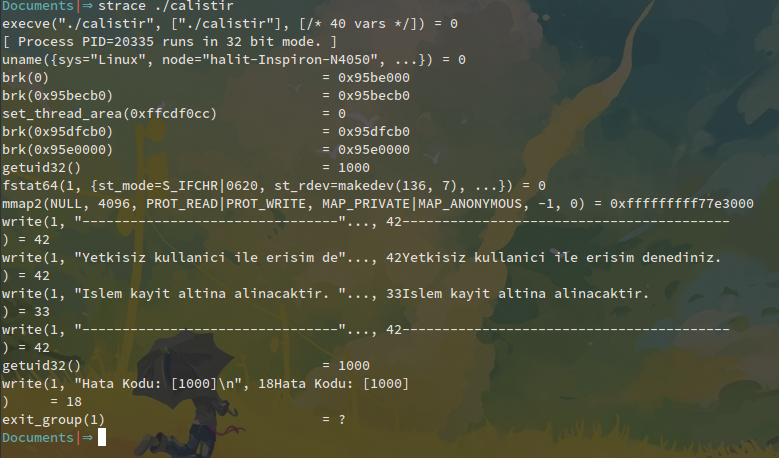 Documents|⇒ strace ./calistir
execve("./calistir", ["./calistir"], [/* 40 vars */]) = 0
[ Process PID=20335 runs in 32 bit mode. ]
uname({sys="Linux", node="halit-Inspiron-N4050", ...}) = 0
brk(0)                                  = 0x95be000
brk(0x95becb0)                          = 0x95becb0
set_thread_area(0xffcdf0cc)             = 0
brk(0x95dfcb0)                          = 0x95dfcb0
brk(0x95e0000)                          = 0x95e0000
getuid32()                              = 1000
fstat64(1, {st_mode=S_IFCHR|0620, st_rdev=makedev(136, 7), ...}) = 0
mmap2(NULL, 4096, PROT_READ|PROT_WRITE, MAP_PRIVATE|MAP_ANONYMOUS, -1, 0) = 0xfffffffff77e3000
write(1, "--------------------------------"..., 42-----------------------------------------
) = 42
write(1, "Yetkisiz kullanici ile erisim de"..., 42Yetkisiz kullanici ile erisim denediniz.
) = 42
write(1, "Islem kayit altina alinacaktir. "..., 33Islem kayit altina alinacaktir.
) = 33
write(1, "--------------------------------"..., 42-----------------------------------------
) = 42
getuid32()                              = 1000
write(1, "Hata Kodu: [1000]\n", 18Hata Kodu: [1000]
)     = 18
exit_group(1)                           = ?
Documents|⇒